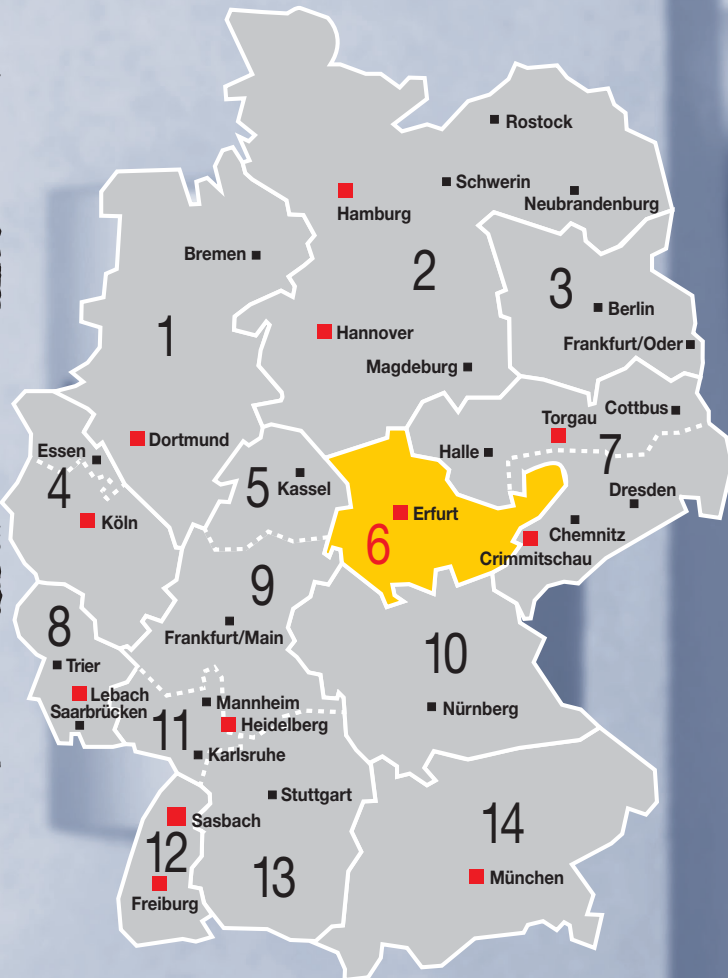 Rostock
Schwerin
Neubrandenburg
Hamburg
Bremen
2
3
Berlin
1
Hannover
Frankfurt/Oder
Magdeburg
Cottbus
Torgau
Dortmund
Essen
Halle
7
4
5
Kassel
Dresden
Köln
Erfurt
Chemnitz
6
Crimmitschau
9
8
Frankfurt/Main
10
Trier
Lebach
Mannheim
Saarbrücken
Nürnberg
11
Heidelberg
Karlsruhe
Stuttgart
Sasbach
14
12
13
München
Freiburg